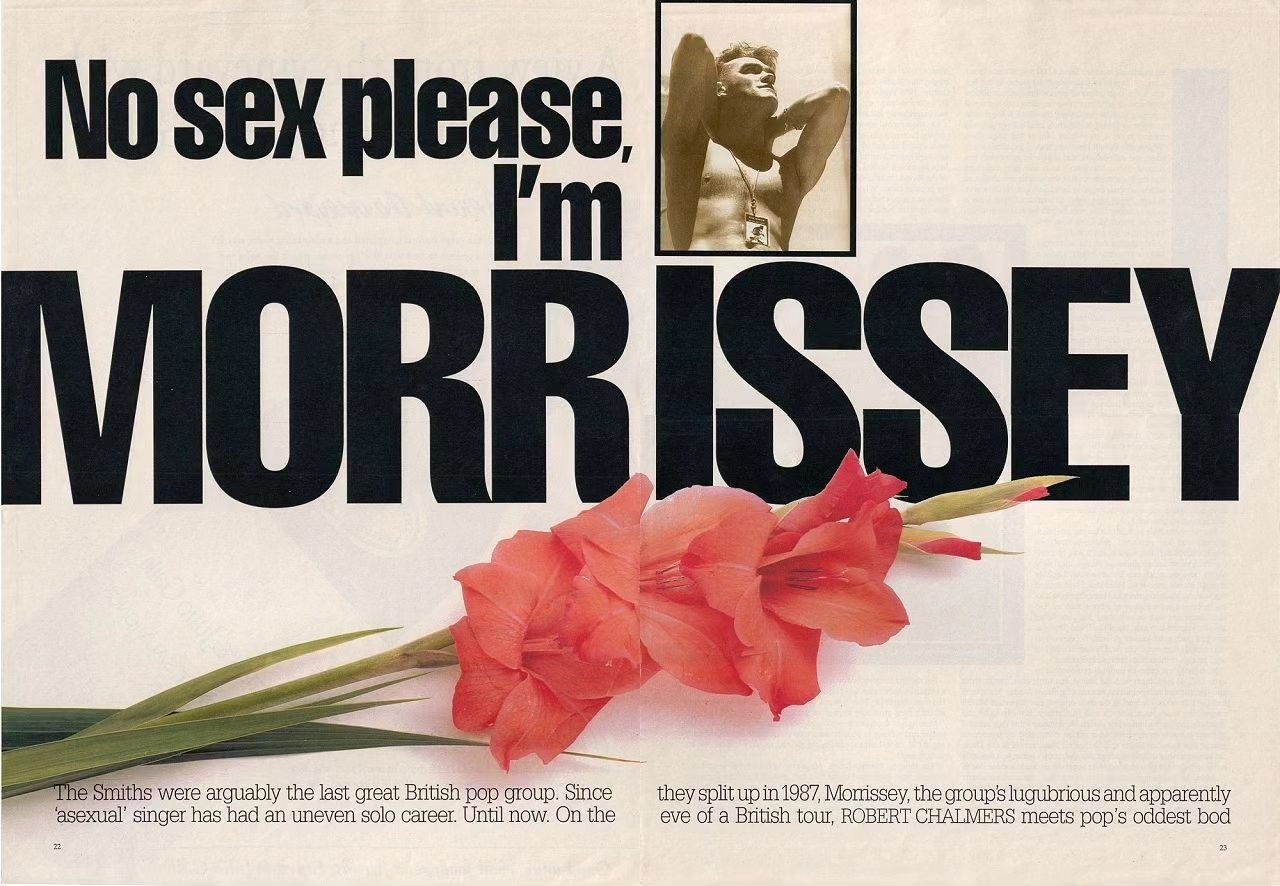 No sex please,
I'm
MORRISSEY
The Smiths were arguably the last great British pop group. Since they split up in 1987, Morrissey, the group's lugubrious and apparently
'asexual' singer has had an uneven solo career. Until now. On the eve of a British tour, ROBERT CHALMERS meets pop's oddest bod
22
23